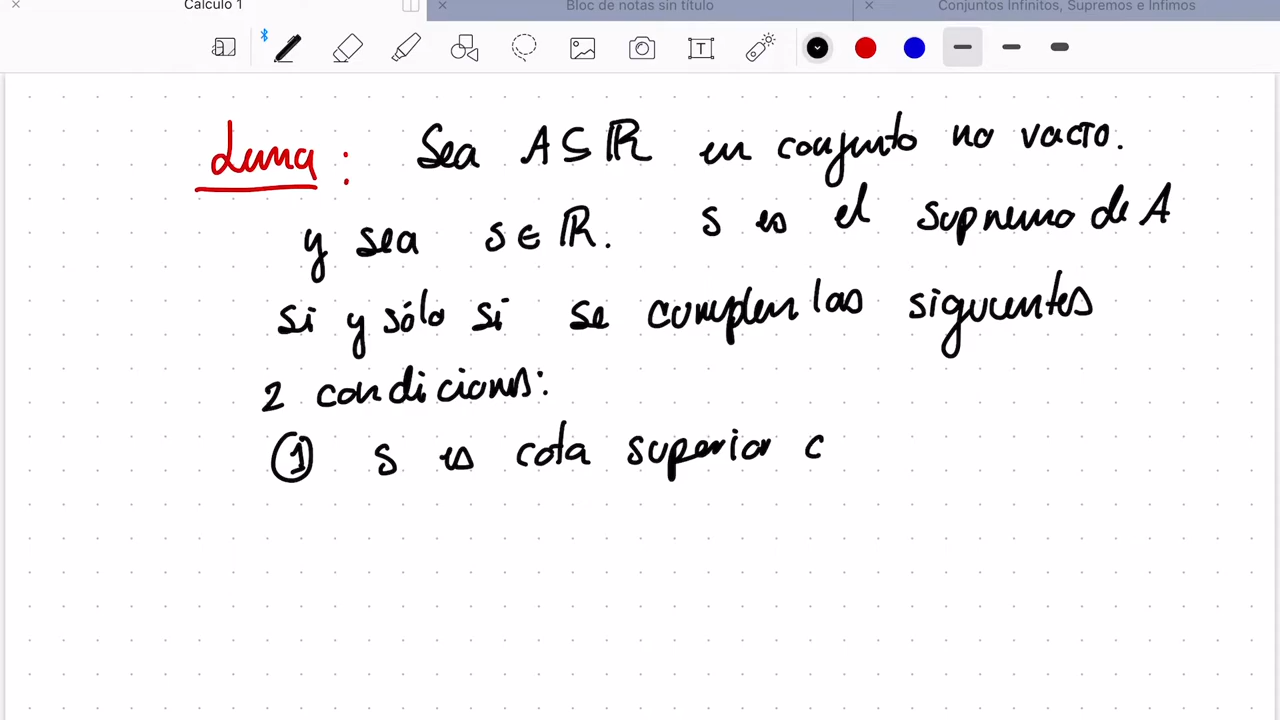 Calculo 1
Bloc de notas sin título
Conjuntos Infinitos, Supremos e Infimos
Lema: Sea A ⊆ ℝ un conjunto no vacío.
y sea s ∈ ℝ. s es el supremo de A
si y sólo si se cumplen las siguientes
2 condiciones:
① s es cota superior c